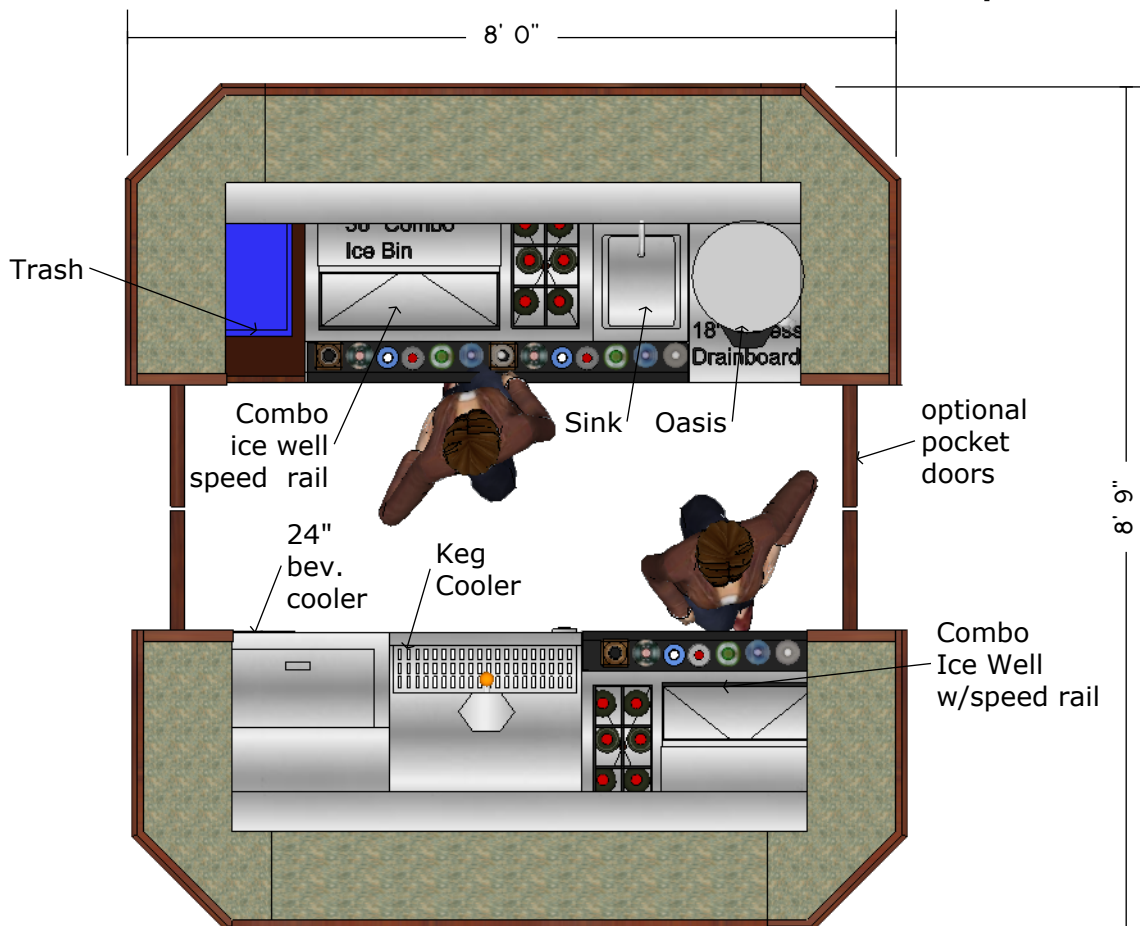 8' 0"
Ice Bin
Trash
Drainboard
Combo
ice well
speed rail
Sink
Oasis
optional
pocket
doors
8' 9"
24"
bev.
cooler
Keg
Cooler
Combo
Ice Well
w/speed rail